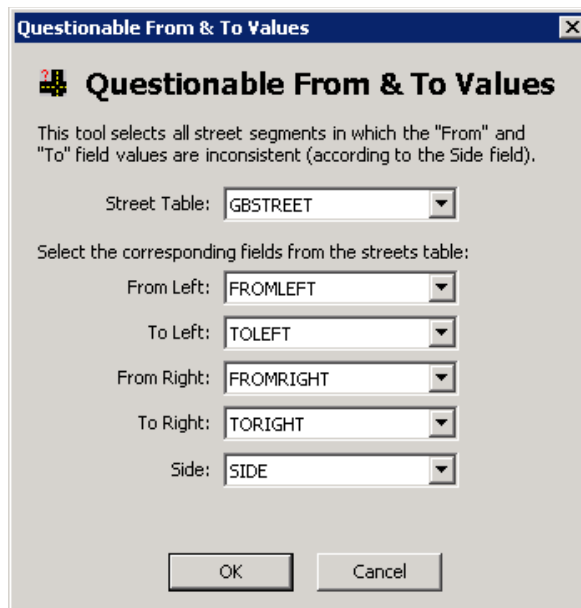 Questionable From & To Values
Questionable From & To Values
This tool selects all street segments in which the "From" and
"To" field values are inconsistent (according to the Side field).
Street Table: GBSTREET
Select the corresponding fields from the streets table:
From Left: FROMLEFT
To Left: TOLEFT
From Right: FROMRIGHT
To Right: TORIGHT
Side: SIDE
OK Cancel